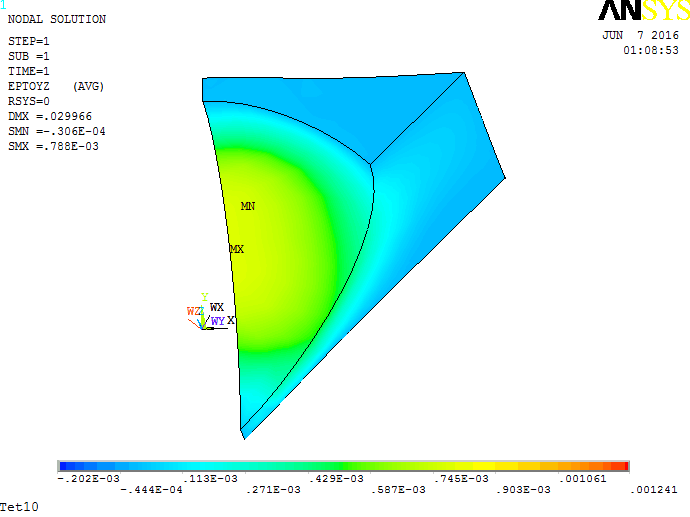 1
ANSYS
NODAL SOLUTION
JUN 7 2016
01:08:53
STEP=1
SUB =1
TIME=1
EPTOYZ (AVG)
RSYS=0
DMX =.029966
SMN =-.306E-04
SMX =.788E-03
MN
MX
Y
WZZ WX
WY X
-.202E-03 .113E-03 .429E-03 .745E-03 .001061
-.444E-04 .271E-03 .587E-03 .903E-03 .001241
Tet10